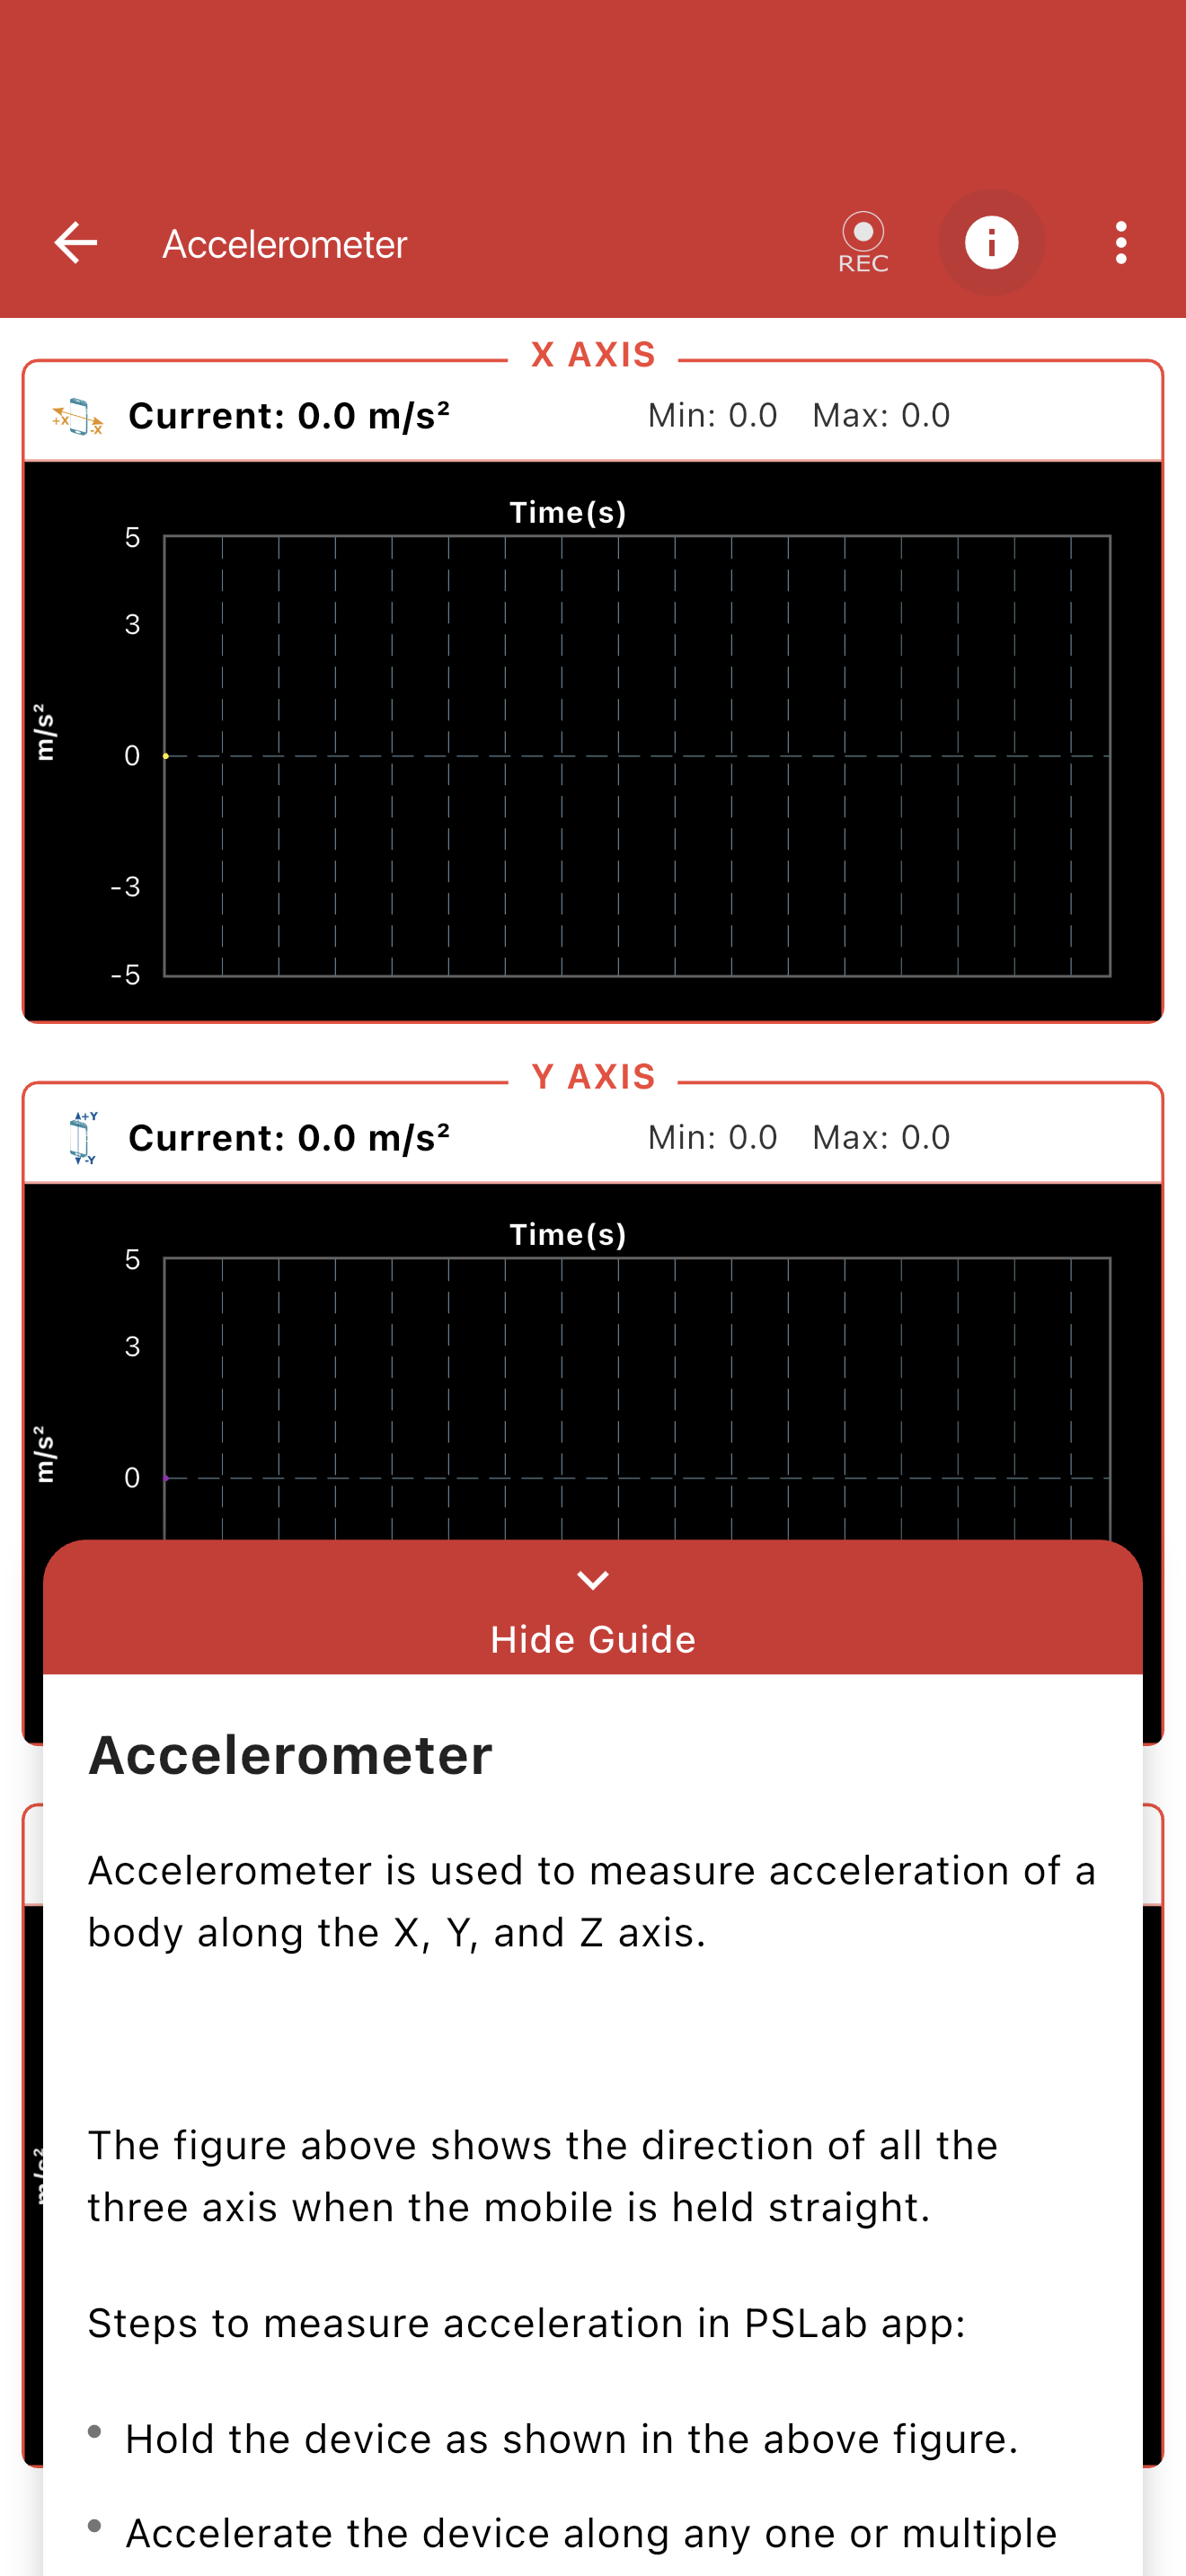 Accelerometer
REC
X AXIS
+X
-X
Current: 0.0 m/s²
Min: 0.0 Max: 0.0
Time(s)
5
3
m/s²
0
-3
-5
Y AXIS
+Y
-Y
Current: 0.0 m/s²
Min: 0.0 Max: 0.0
Time(s)
5
3
m/s²
0
Hide Guide
Accelerometer
Accelerometer is used to measure acceleration of a
body along the X, Y, and Z axis.
The figure above shows the direction of all the
three axis when the mobile is held straight.
Steps to measure acceleration in PSLab app:
• Hold the device as shown in the above figure.
• Accelerate the device along any one or multiple